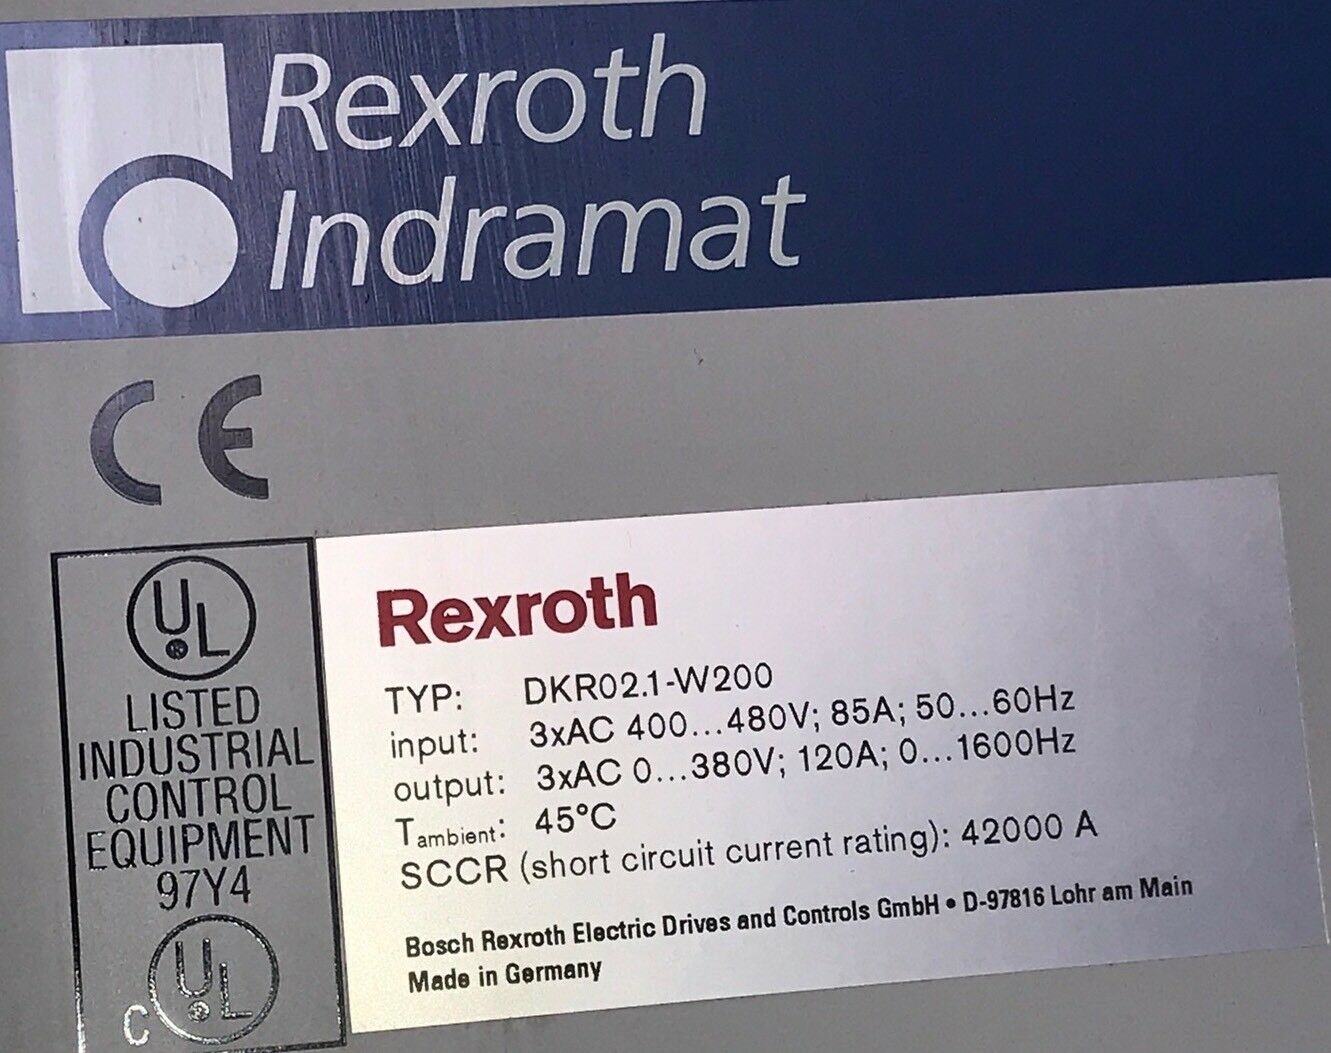 Rexroth
Indramat
CE
UL
®
LISTED
INDUSTRIAL
CONTROL
EQUIPMENT
97Y4
C UL
®
Rexroth
TYP: DKR02.1-W200
input: 3xAC 400...480V; 85A; 50...60Hz
output: 3xAC 0...380V; 120A; 0...1600Hz
Tambient: 45°C
SCCR (short circuit current rating): 42000 A
Bosch Rexroth Electric Drives and Controls GmbH • D-97816 Lohr am Main
Made in Germany